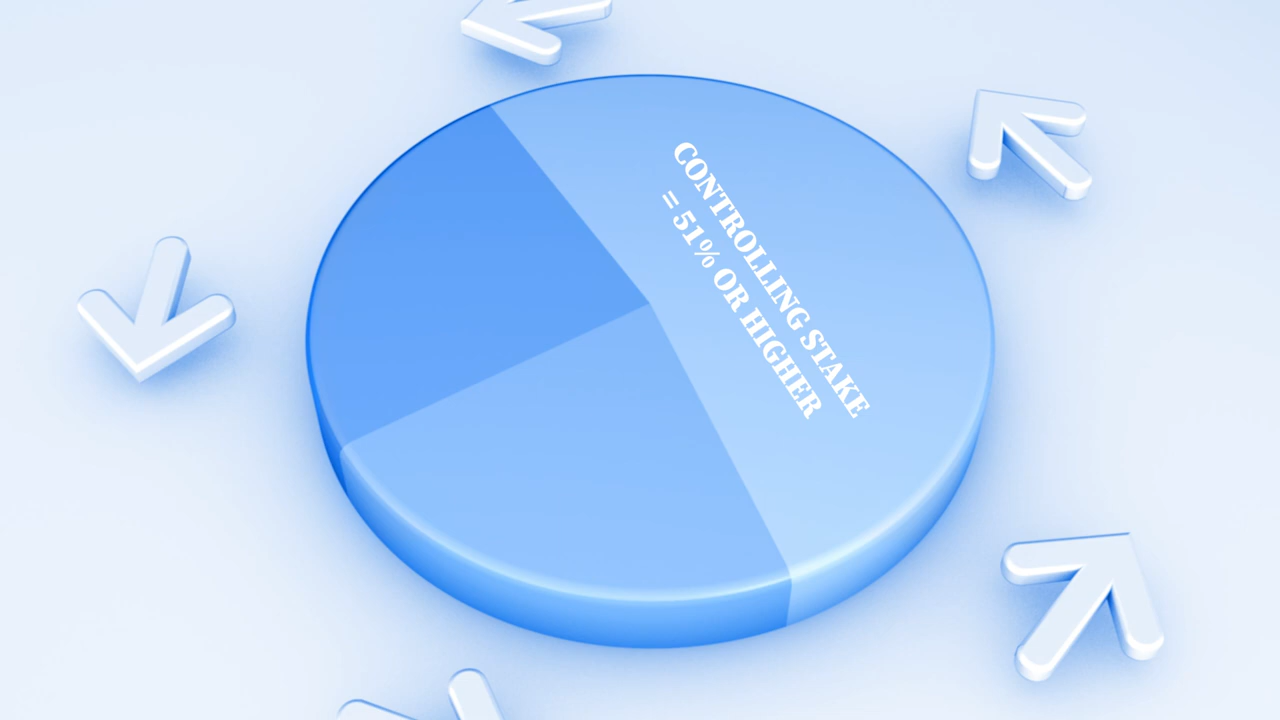 CONTROLLING STAKE
= 51% OR HIGHER